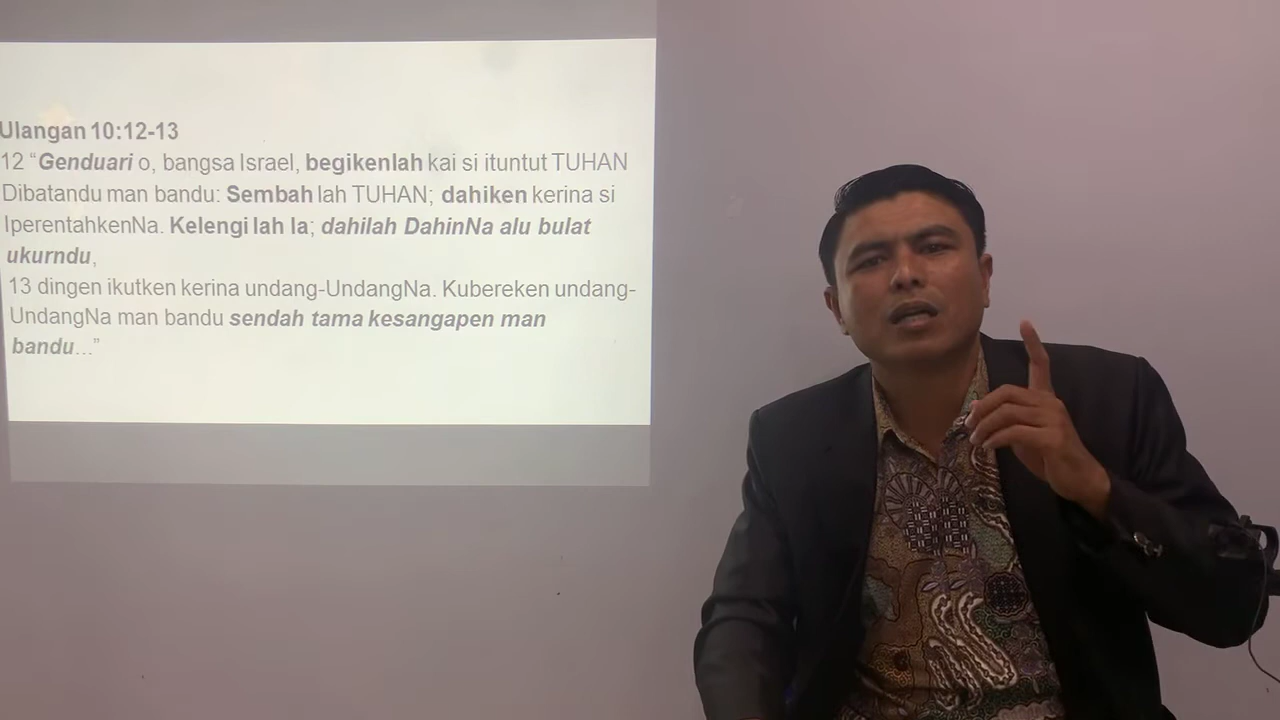 Ulangan 10:12-13
12 “Genduari o, bangsa Israel, begikenlah kai si ituntut TUHAN
Dibatandu man bandu: Sembah lah TUHAN; dahiken kerina si
IperentahkenNa. Kelengi lah Ia; dahilah DahinNa alu bulat
ukurndu,
13 dingen ikutken kerina undang-UndangNa. Kubereken undang-
UndangNa man bandu sendah tama kesangapen man
bandu...”